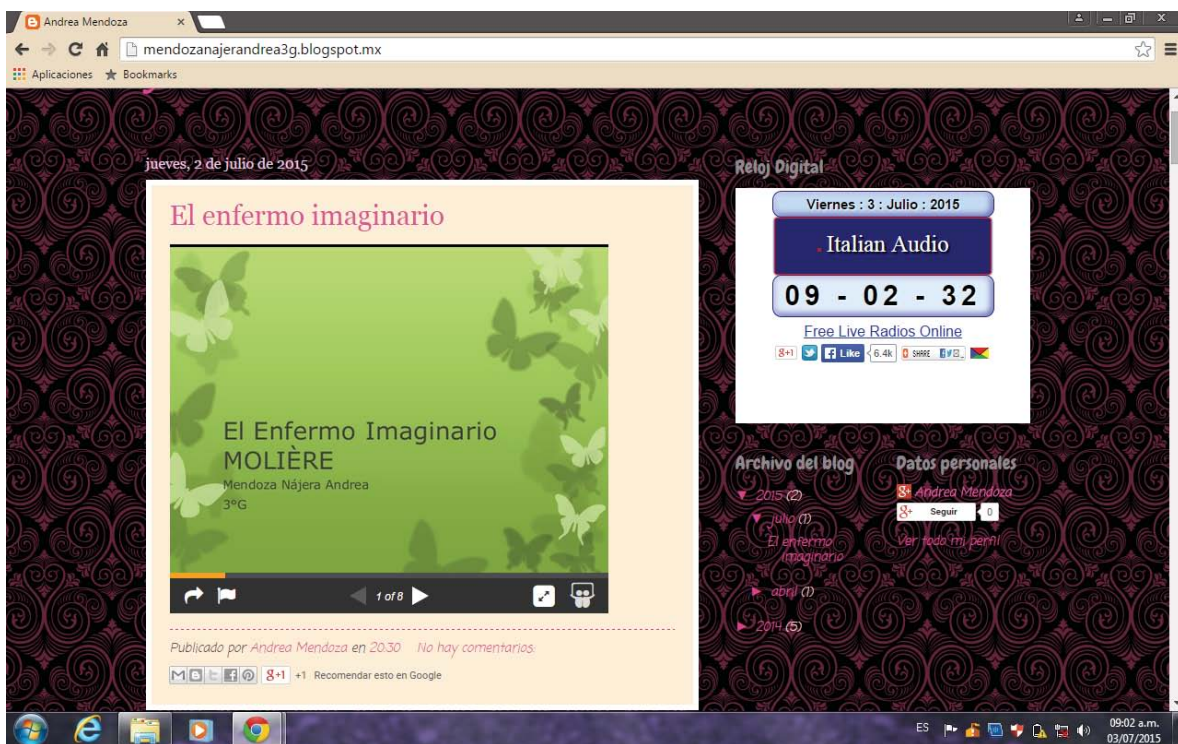 Andrea Mendoza
mendozanajerandrea3g.blogspot.mx
Aplicaciones
Bookmarks
jueves, 2 de julio de 2015
El enfermo imaginario
El Enfermo Imaginario
MOLIÈRE
Mendoza Nájera Andrea
3°G
1 of 8
Publicado por Andrea Mendoza en 20:30 No hay comentarios:
g+1 +1 Recomendar esto en Google
Reloj Digital
Viernes : 3 : Julio : 2015
. Italian Audio
09 - 02 - 32
Free Live Radios Online
g+1 Like 6.4k SHARE
Archivo del blog
▼ 2015 (2)
▼ julio (1)
El enfermo
imaginario
► abril (1)
► 2014 (5)
Datos personales
Andrea Mendoza
Seguir 0
Ver todo mi perfil
ES
09:02 a.m.
03/07/2015